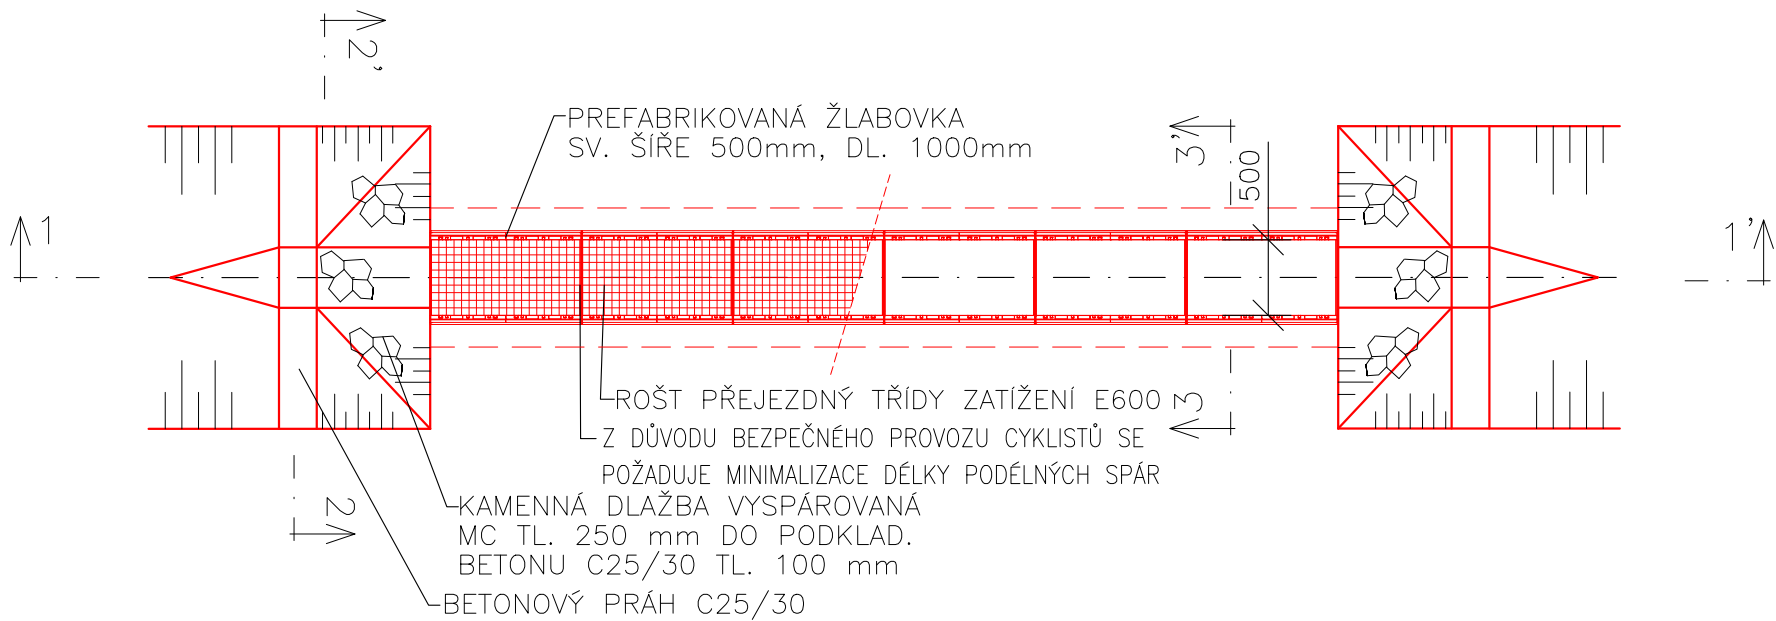 2'
PREFABRIKOVANÁ ŽLABOVKA
SV. ŠÍŘE 500mm, DL. 1000mm
3'
500
1
1'
ROŠT PŘEJEZDNÝ TŘÍDY ZATÍŽENÍ E600
3
Z DŮVODU BEZPEČNÉHO PROVOZU CYKLISTŮ SE
POŽADUJE MINIMALIZACE DÉLKY PODÉLNÝCH SPÁR
2
KAMENNÁ DLAŽBA VYSPÁROVANÁ
MC TL. 250 mm DO PODKLAD.
BETONU C25/30 TL. 100 mm
BETONOVÝ PRÁH C25/30